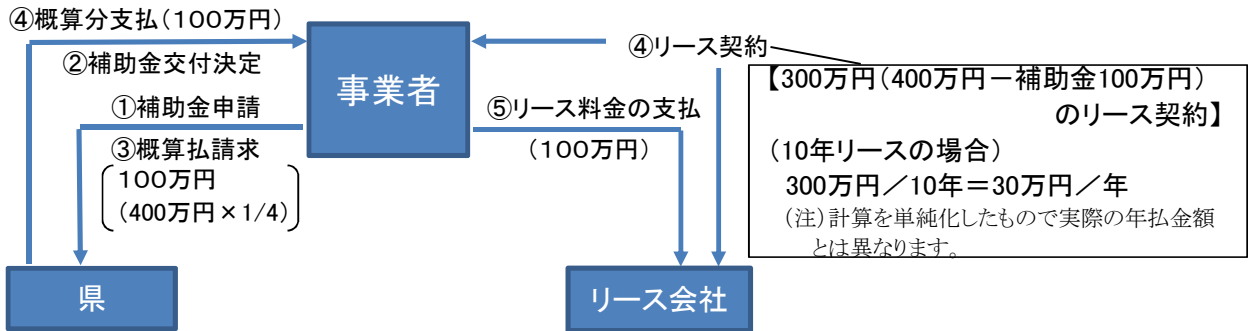 ④概算分支払（１００万円）
②補助金交付決定
①補助金申請
③概算払請求
100万円
(400万円×1/4)
県
事業者
④リース契約
⑤リース料金の支払
（１００万円）
リース会社
【300万円（400万円－補助金100万円）
のリース契約】
（10年リースの場合）
300万円／10年＝30万円／年
（注）計算を単純化したもので実際の年払金額
とは異なります。